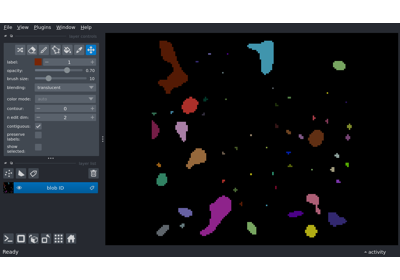 File View Plugins Window Help
label: 1
opacity: 0.70
brush size: 10
blending: translucent
color mode: auto
contour: 0
n edit dim: 2
contiguous:
preserve labels:
show selected:
blob ID
Ready
activity